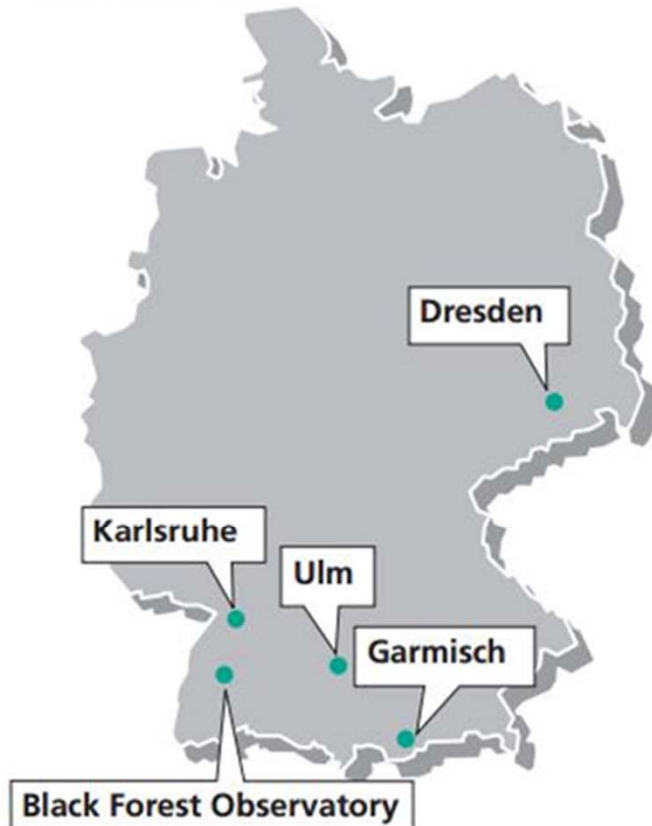 Dresden
Karlsruhe
Ulm
Garmisch
Black Forest Observatory